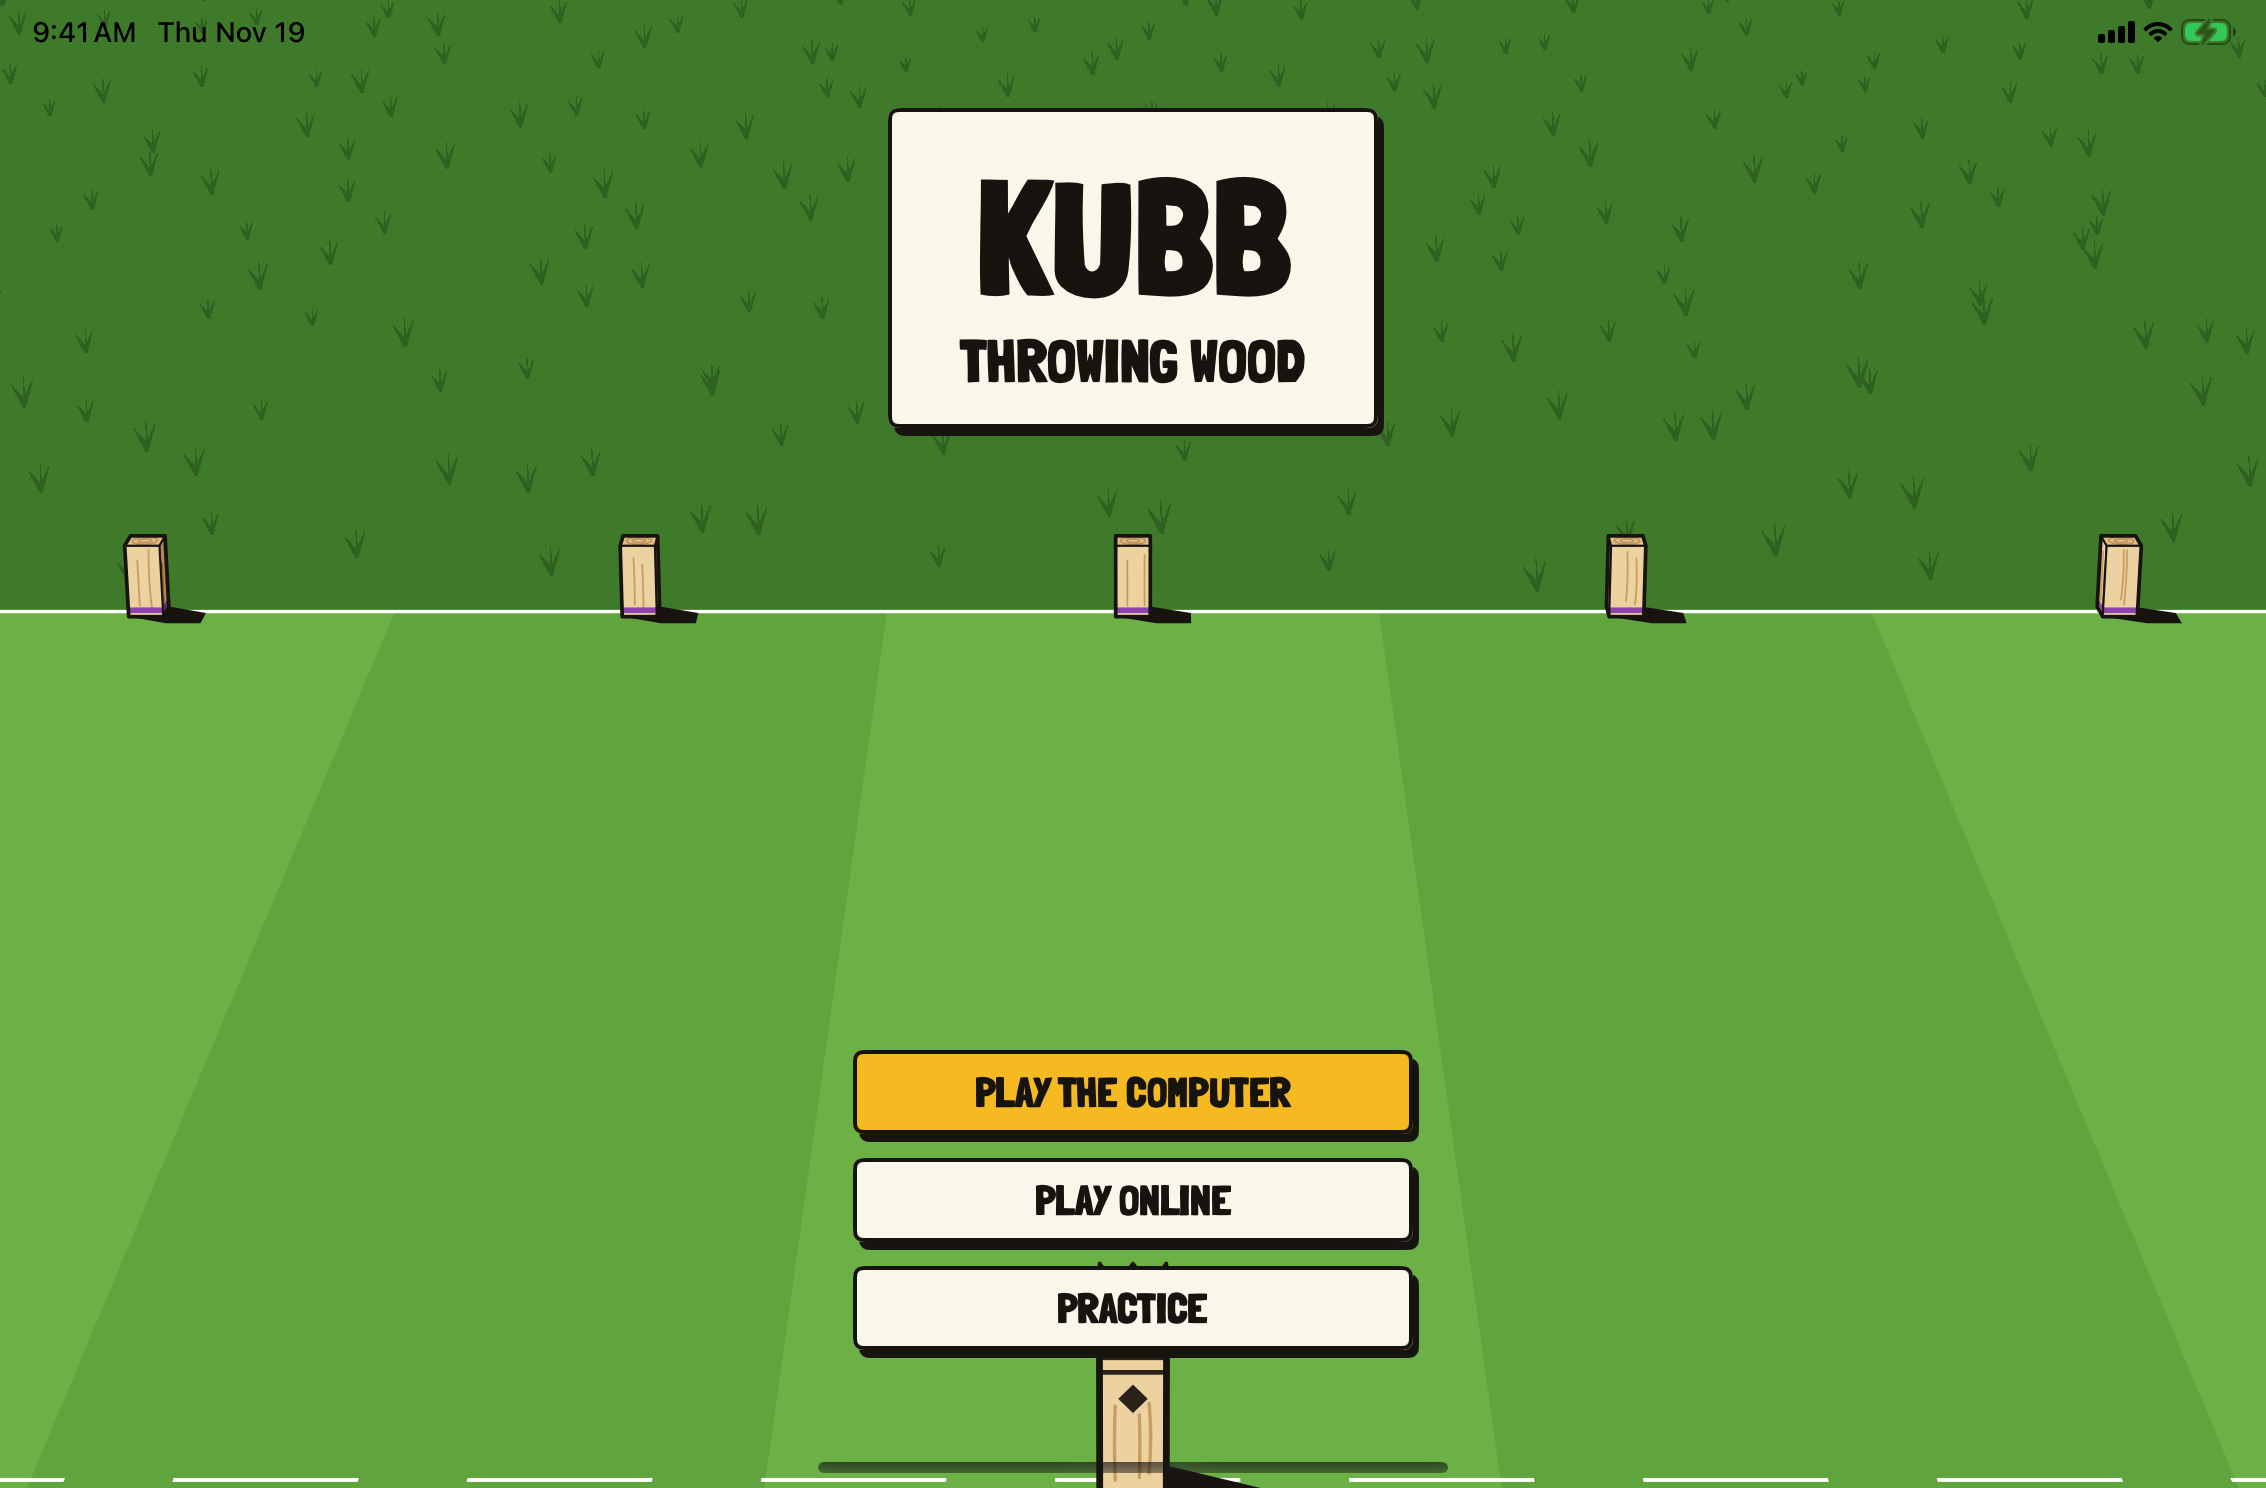 9:41 AM Thu Nov 19
KUBB
THROWING WOOD
PLAY THE COMPUTER
PLAY ONLINE
PRACTICE